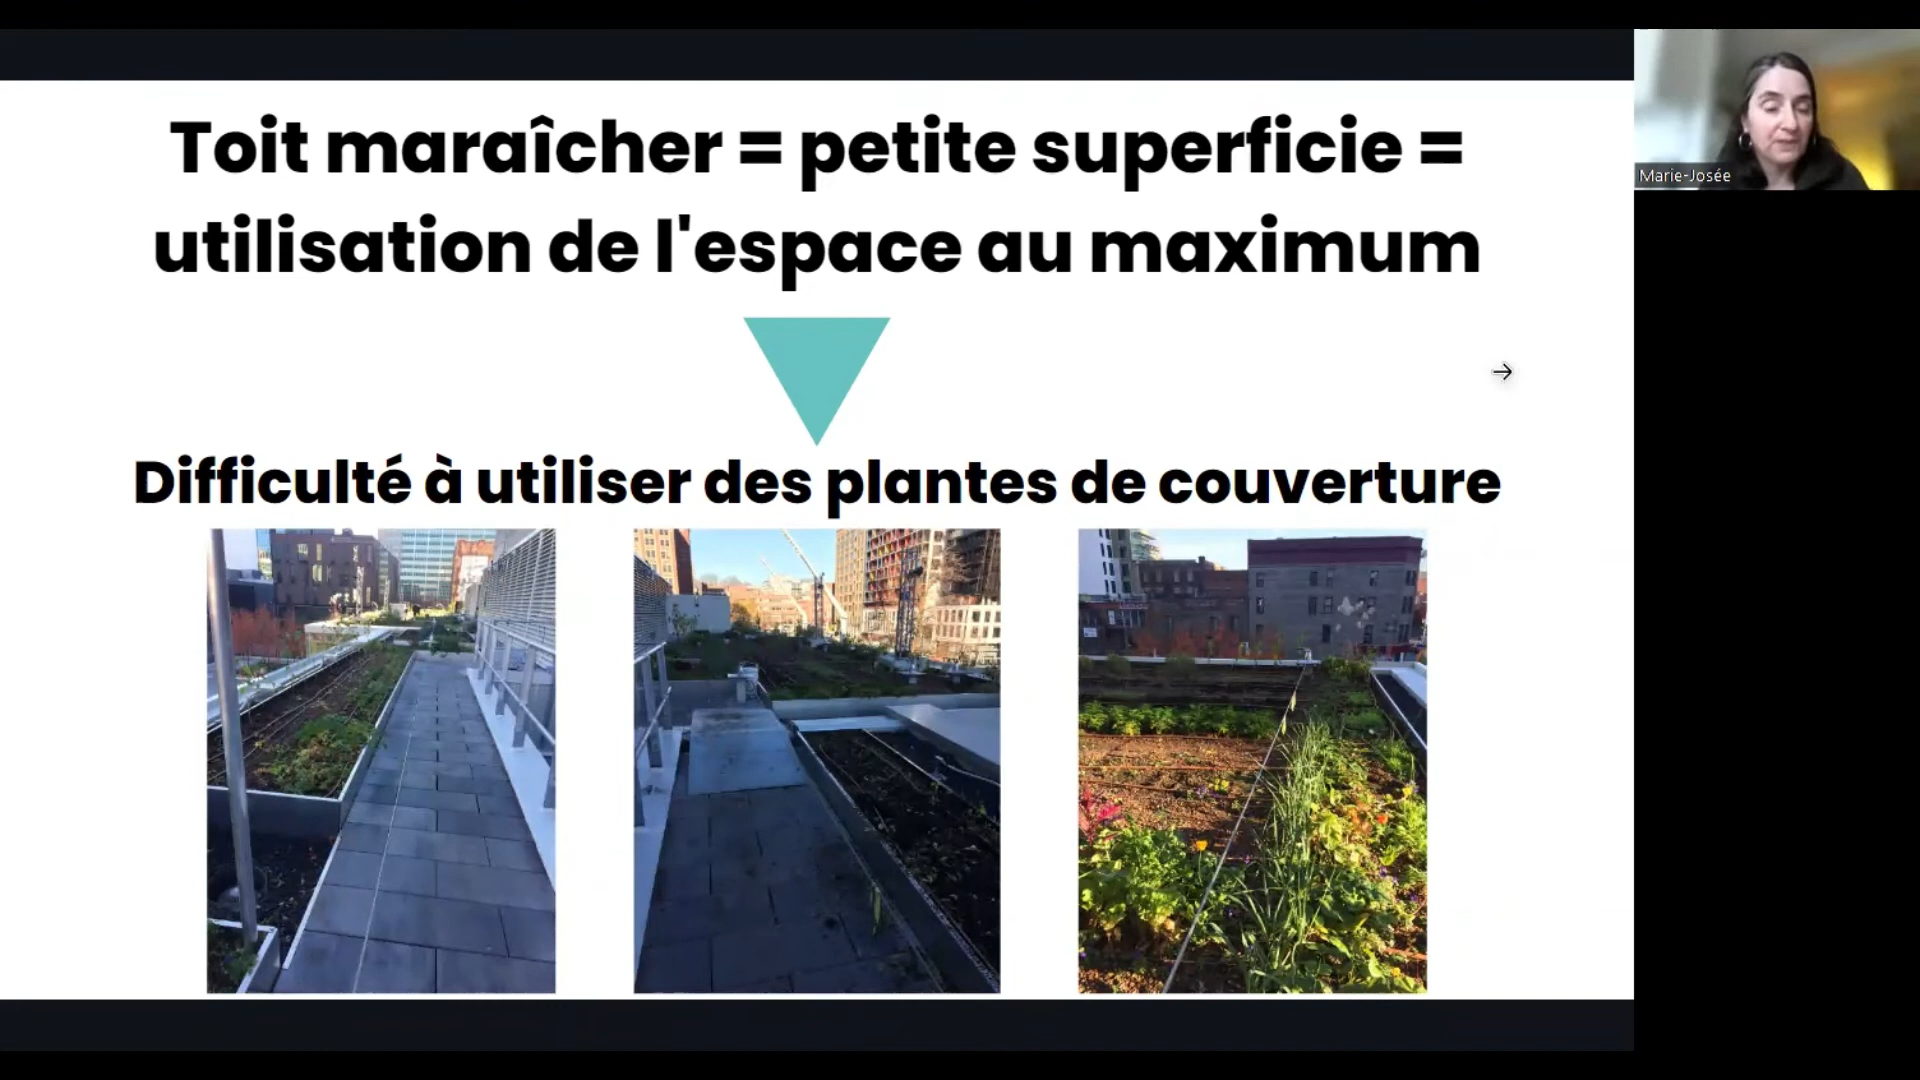 Toit maraîcher = petite superficie =
utilisation de l'espace au maximum
Difficulté à utiliser des plantes de couverture
Marie-Josée